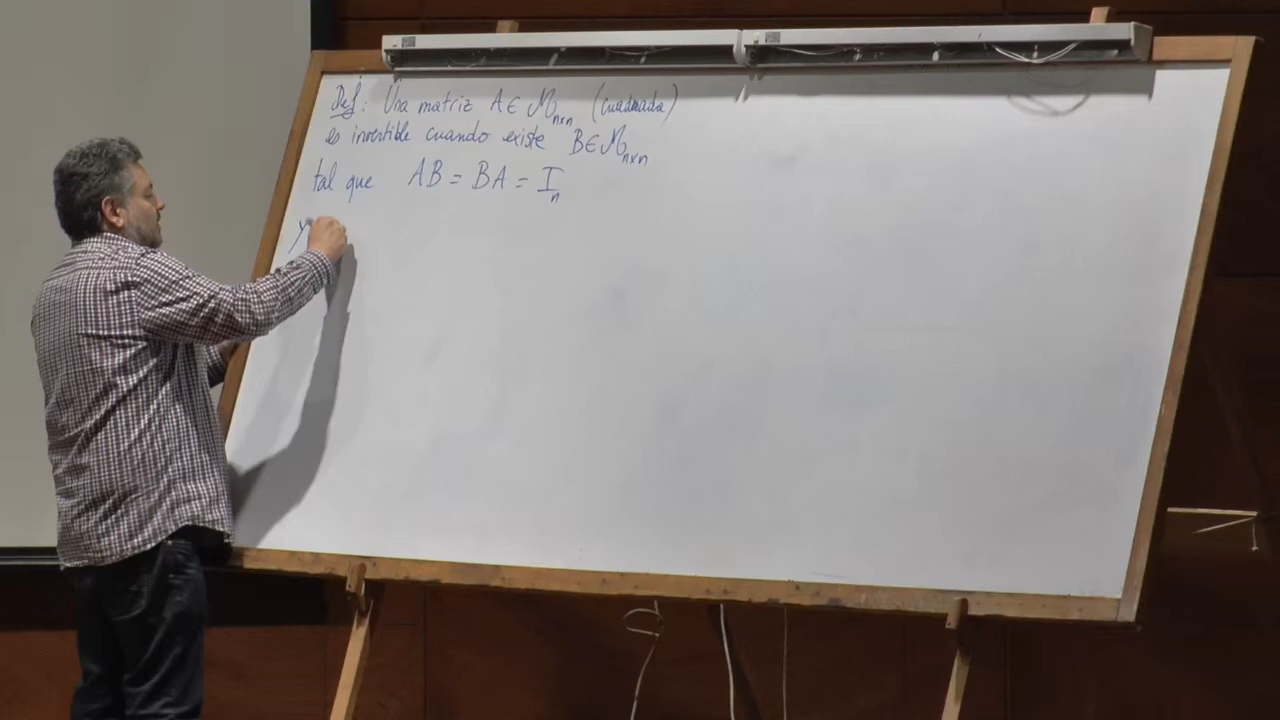 Def: Una matriz A ∈ M_{n×n} (cuadrada)
es invertible cuando existe B ∈ M_{n×n}
tal que AB = BA = I_n
y